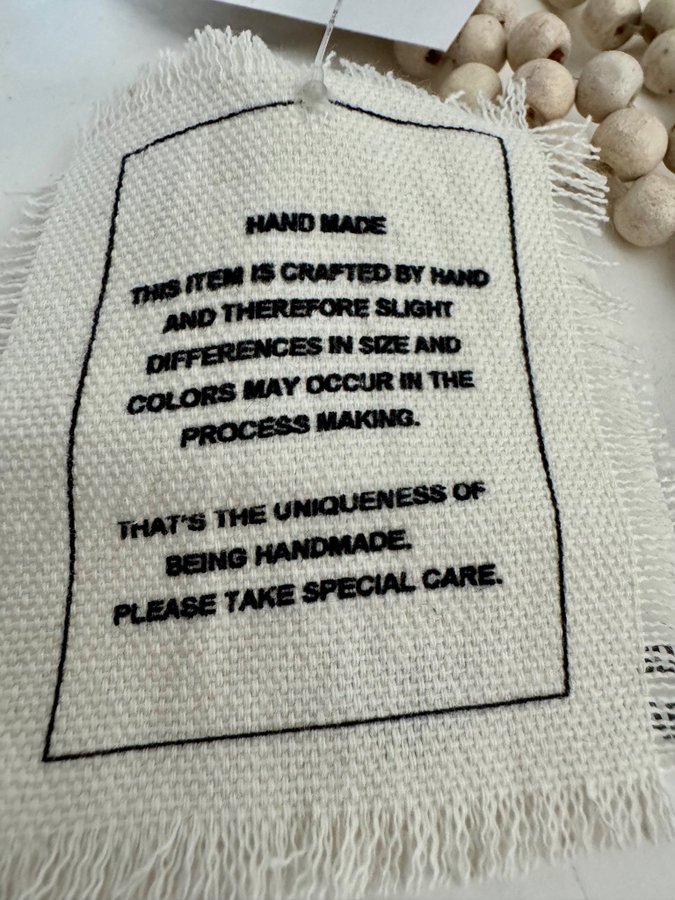 HAND MADE
THIS ITEM IS CRAFTED BY HAND
AND THEREFORE SLIGHT
DIFFERENCES IN SIZE AND
COLORS MAY OCCUR IN THE
PROCESS MAKING.
THAT'S THE UNIQUENESS OF
BEING HANDMADE.
PLEASE TAKE SPECIAL CARE.